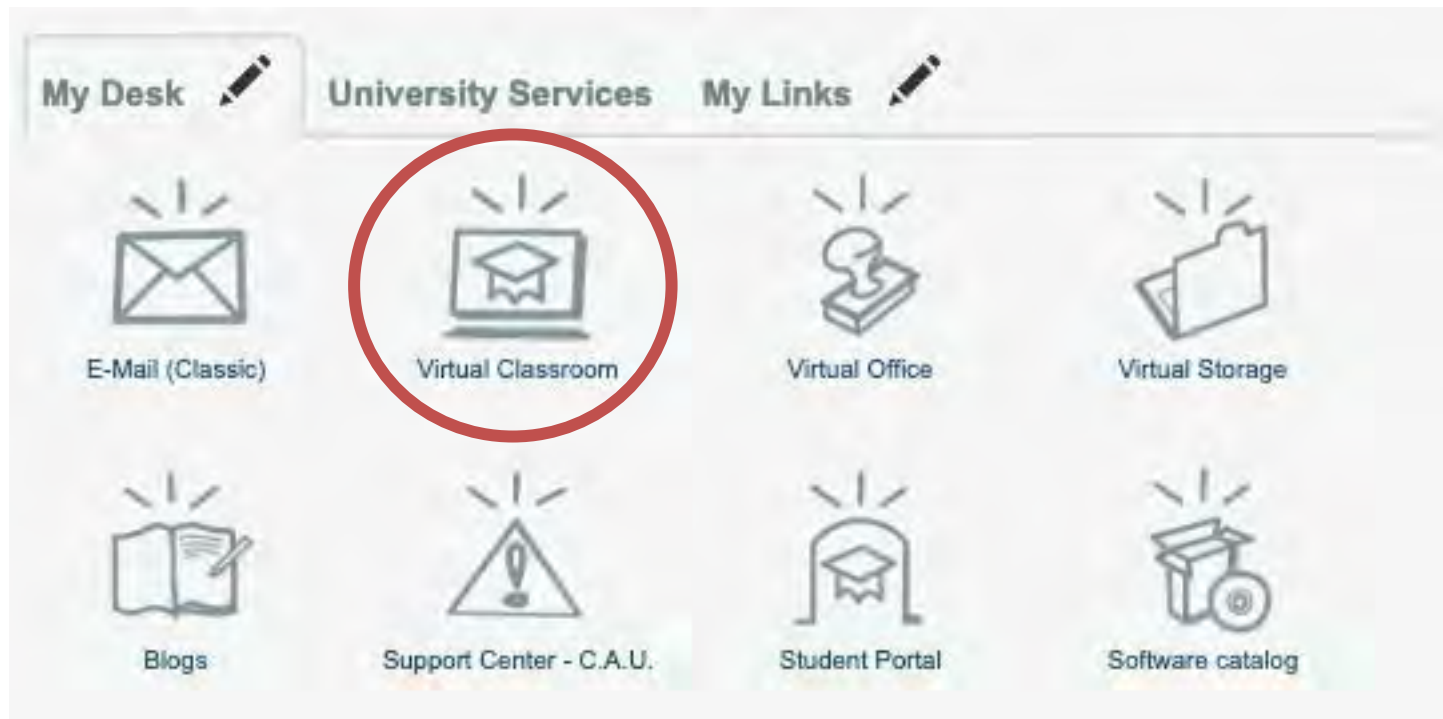 My Desk University Services My Links
E-Mail (Classic) Virtual Classroom Virtual Office Virtual Storage
Blogs Support Center - C.A.U. Student Portal Software catalog